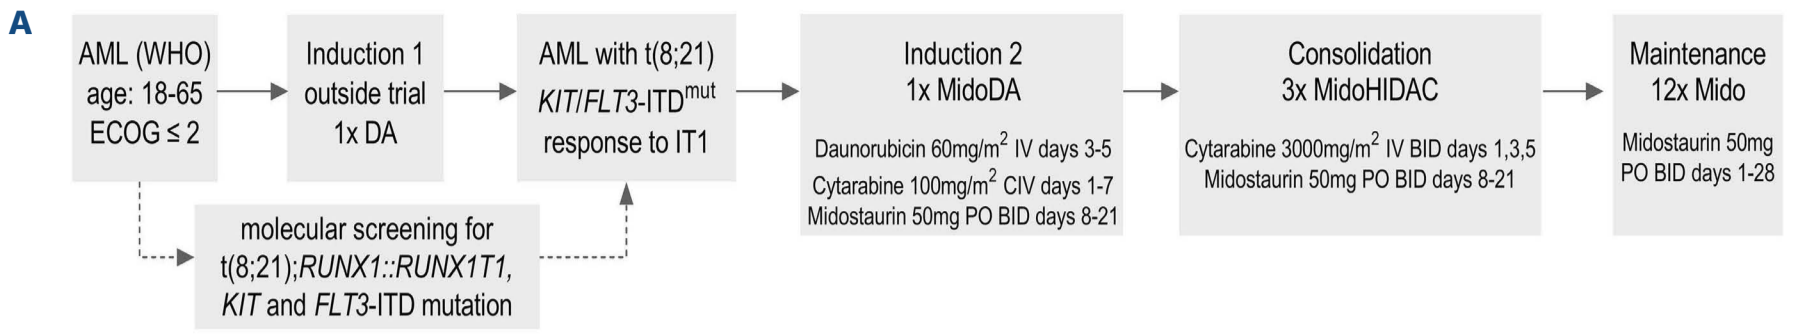 A
AML (WHO)
age: 18-65
ECOG ≤ 2
Induction 1
outside trial
1x DA
AML with t(8;21)
KIT/FLT3-ITDmut
response to IT1
Induction 2
1x MidoDA
Daunorubicin 60mg/m2 IV days 3-5
Cytarabine 100mg/m2 CIV days 1-7
Midostaurin 50mg PO BID days 8-21
Consolidation
3x MidoHIDAC
Cytarabine 3000mg/m2 IV BID days 1,3,5
Midostaurin 50mg PO BID days 8-21
Maintenance
12x Mido
Midostaurin 50mg
PO BID days 1-28
molecular screening for
t(8;21);RUNX1::RUNX1T1,
KIT and FLT3-ITD mutation